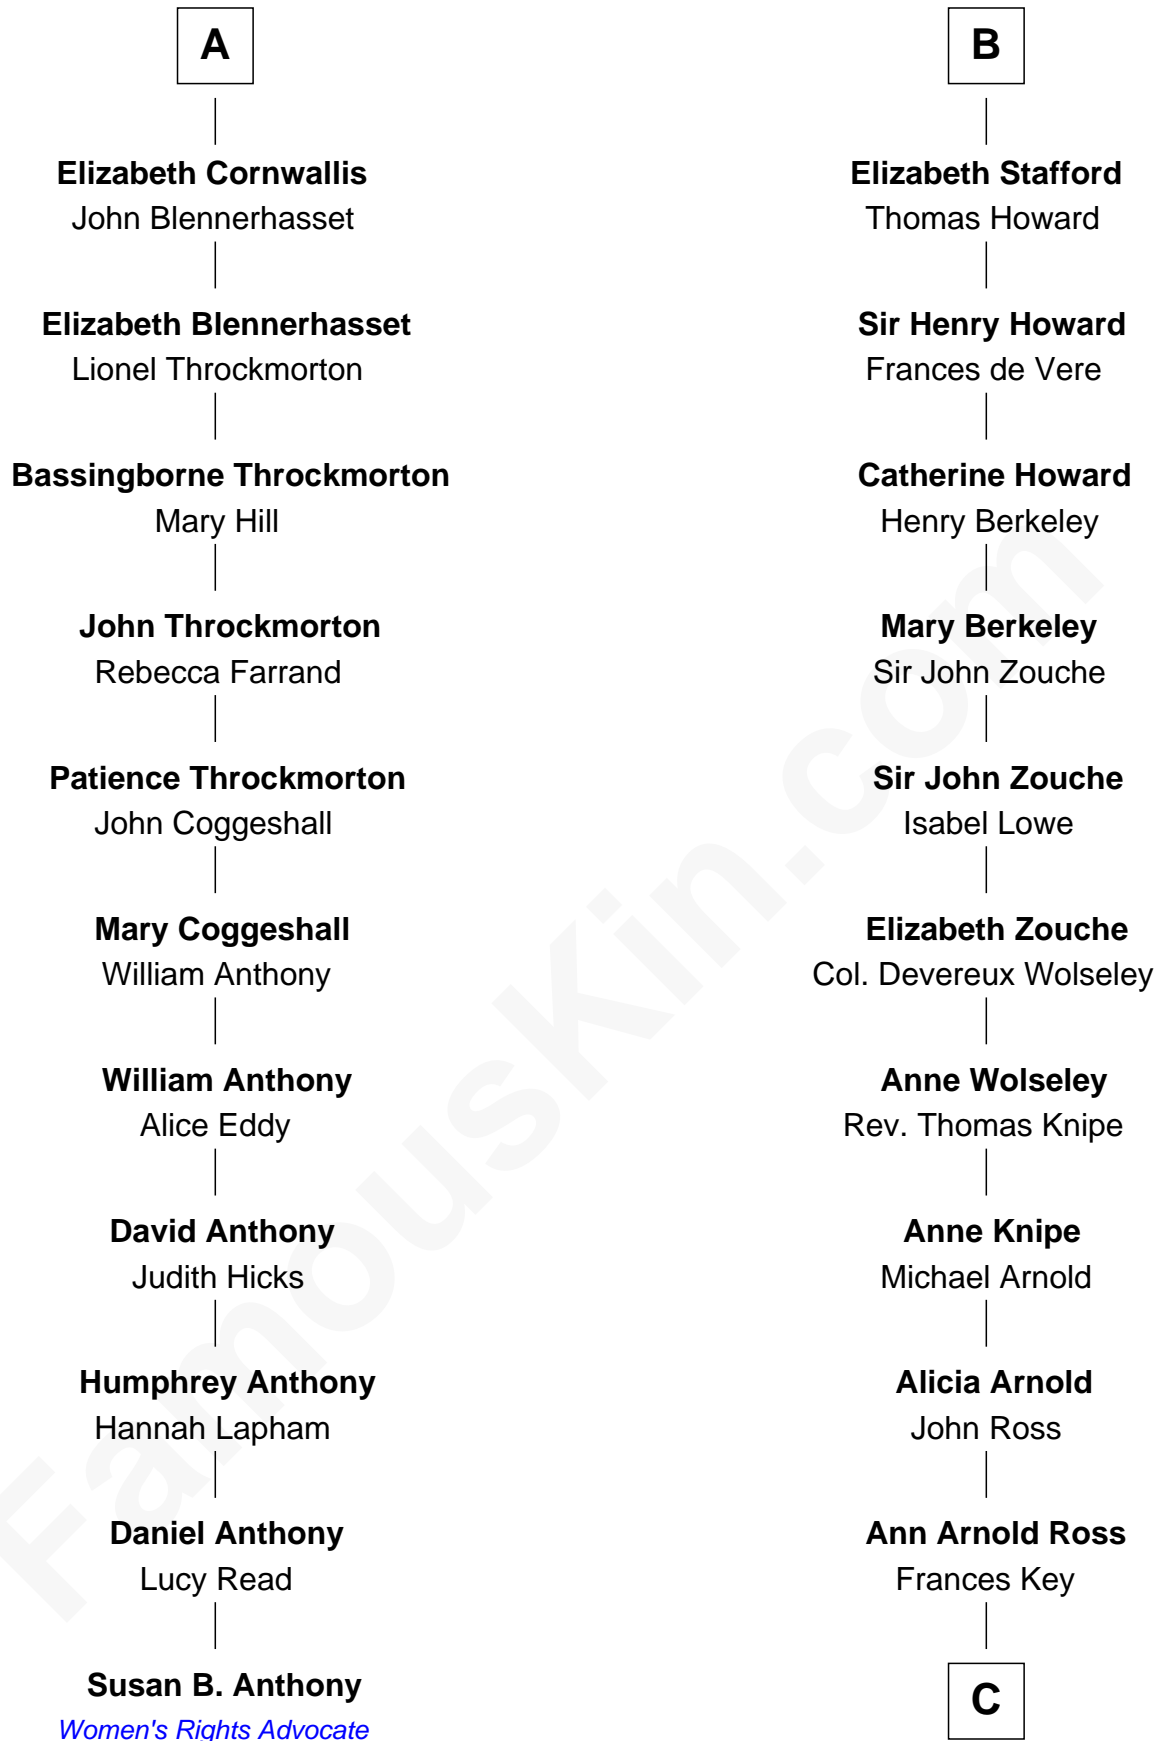 A
Elizabeth Cornwallis
John Blennerhasset
Elizabeth Blennerhasset
Lionel Throckmorton
Bassingborne Throckmorton
Mary Hill
John Throckmorton
Rebecca Farrand
Patience Throckmorton
John Coggeshall
Mary Coggeshall
William Anthony
William Anthony
Alice Eddy
David Anthony
Judith Hicks
Humphrey Anthony
Hannah Lapham
Daniel Anthony
Lucy Read
Susan B. Anthony
Women's Rights Advocate
B
Elizabeth Stafford
Thomas Howard
Sir Henry Howard
Frances de Vere
Catherine Howard
Henry Berkeley
Mary Berkeley
Sir John Zouche
Sir John Zouche
Isabel Lowe
Elizabeth Zouche
Col. Devereux Wolseley
Anne Wolseley
Rev. Thomas Knipe
Anne Knipe
Michael Arnold
Alicia Arnold
John Ross
Ann Arnold Ross
Frances Key
C
FamousKin.com